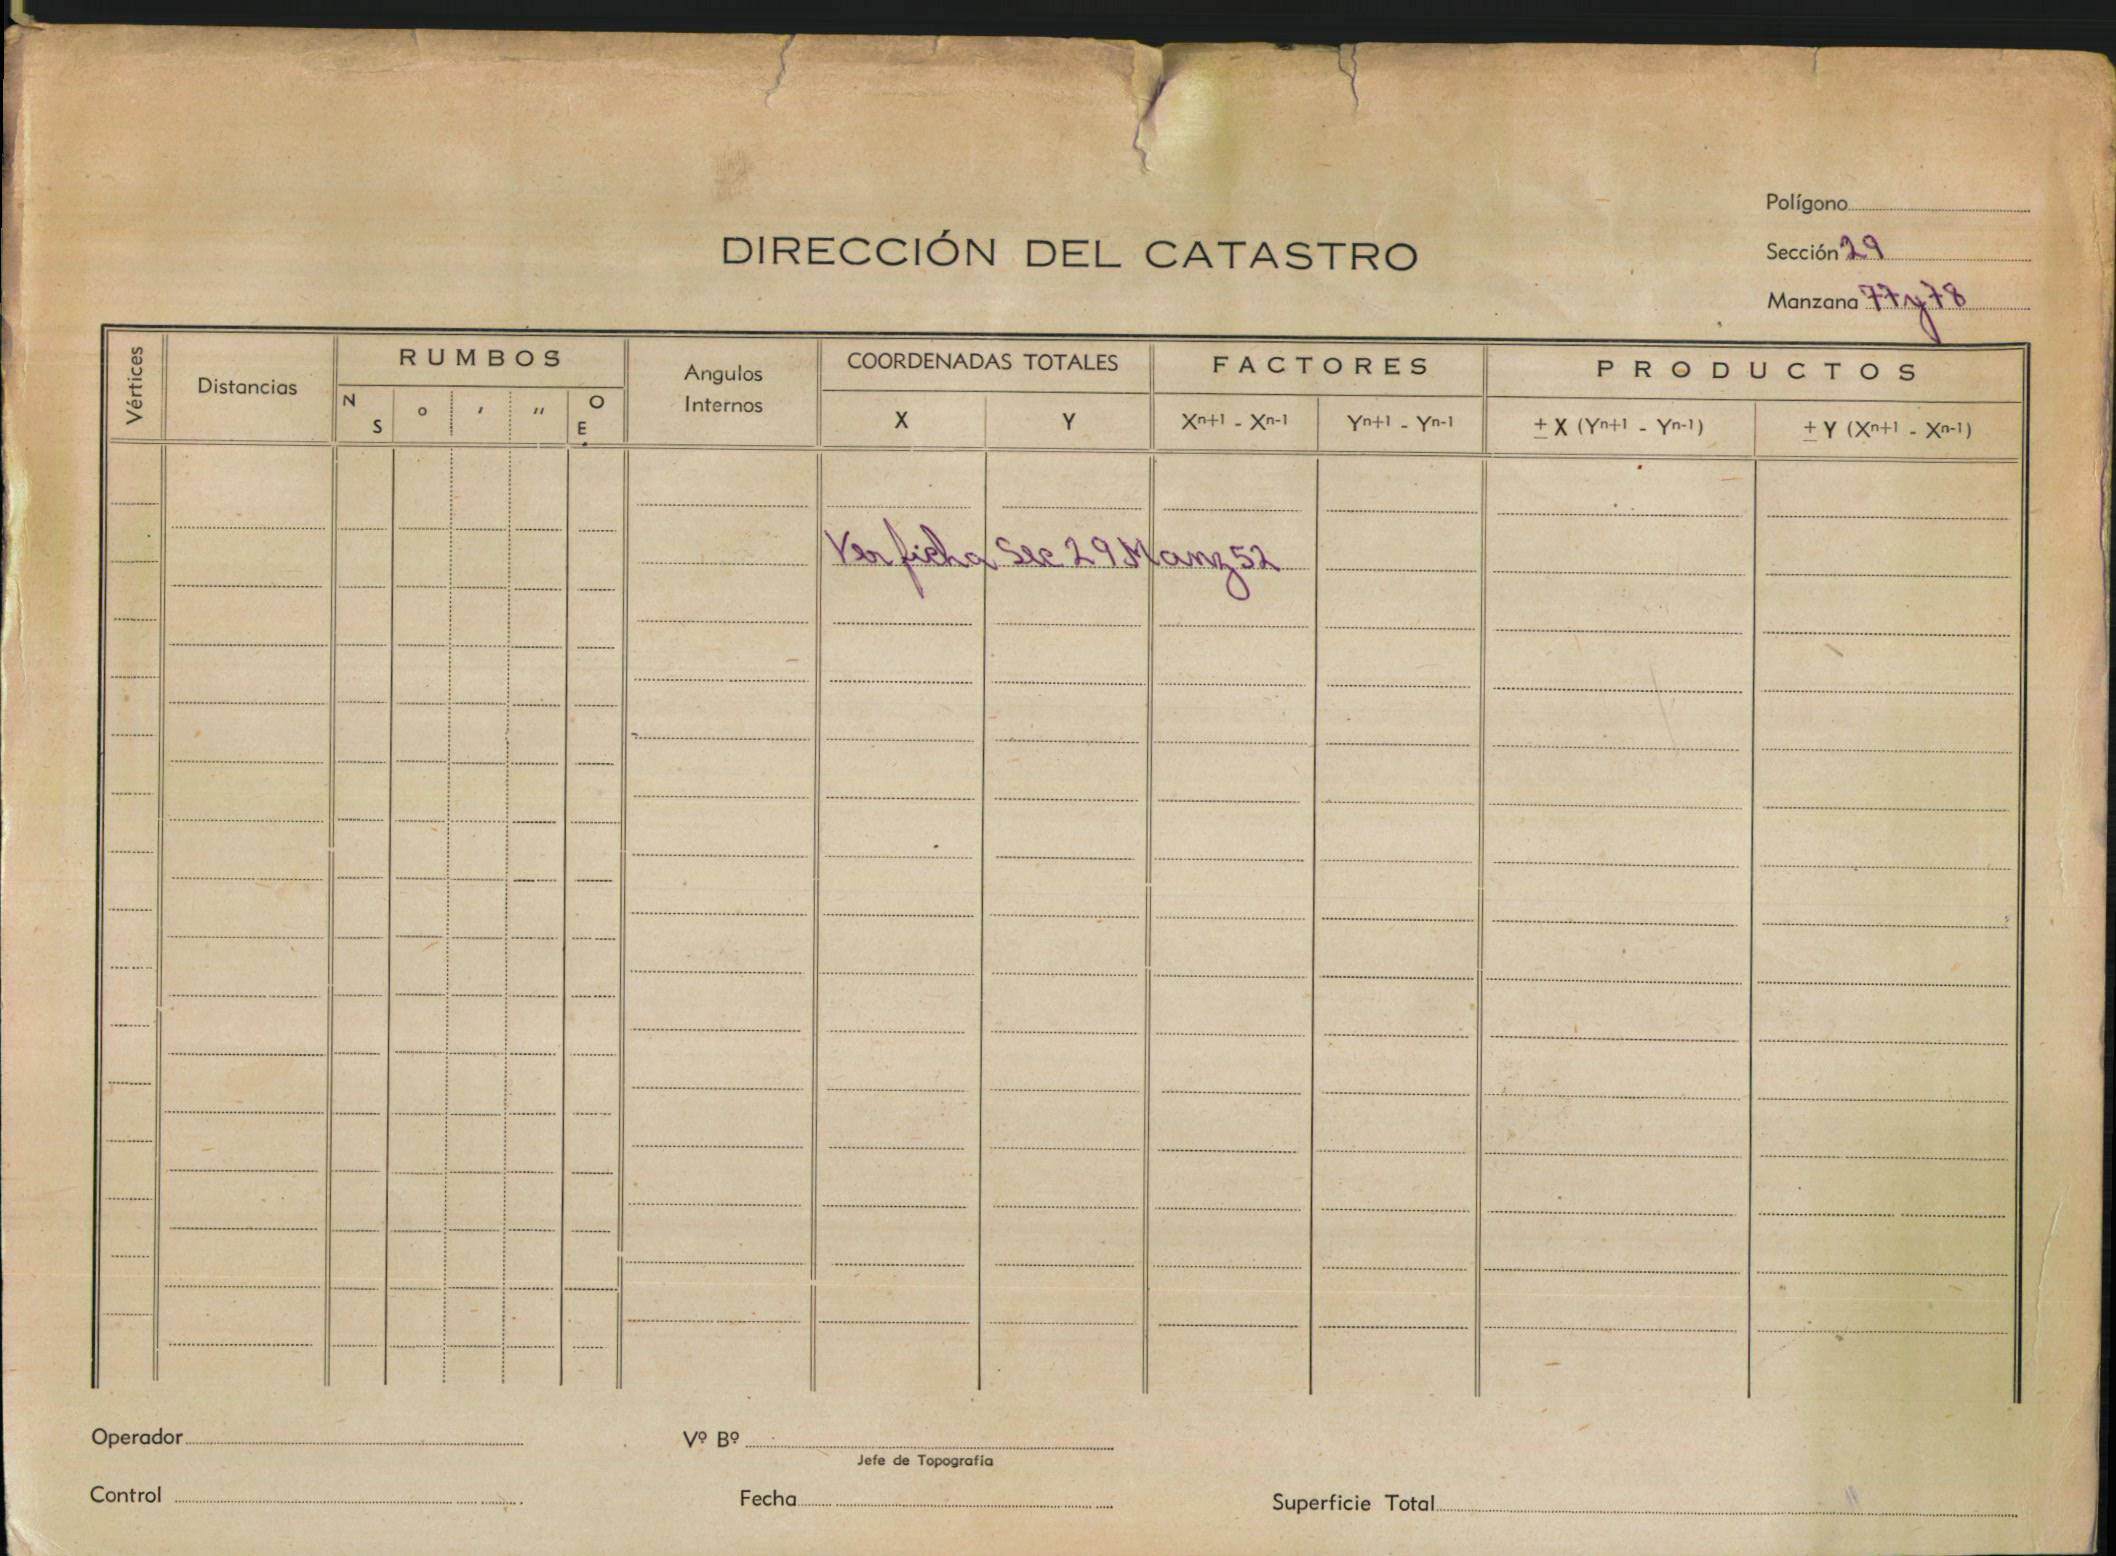 Polígono
DIRECCIÓN DEL CATASTRO
Sección 29
Manzana 77 y 78
Vértices
Distancias
RUMBOS
N S
o
′
″
O E
Angulos Internos
COORDENADAS TOTALES
X
Y
FACTORES
Xⁿ⁺¹ - Xⁿ⁻¹
Yⁿ⁺¹ - Yⁿ⁻¹
PRODUCTOS
± X (Yⁿ⁺¹ - Yⁿ⁻¹)
± Y (Xⁿ⁺¹ - Xⁿ⁻¹)
Ver ficha Sec 29 Manz 52
Operador
Vº Bº
Jefe de Topografía
Control
Fecha
Superficie Total